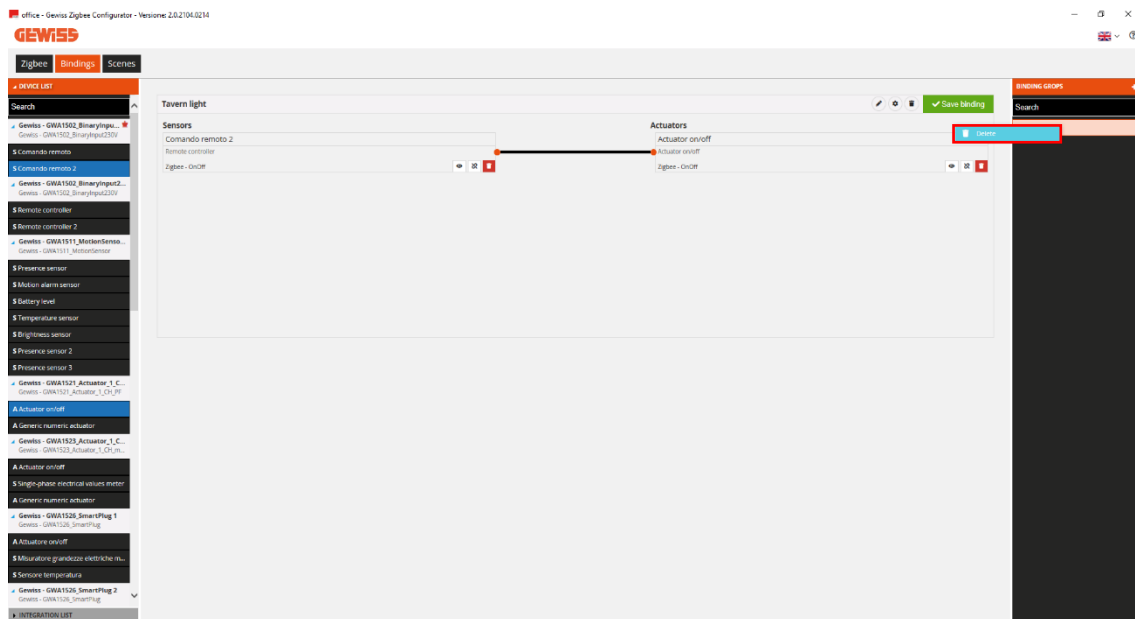 office - Gewiss Zigbee Configurator - Versione: 2.0.2104.0214
GEWISS
Zigbee Bindings Scenes
DEVICE LIST
Search
Gewiss - GWA1502_BinaryInpu...
Gewiss - GWA1502_BinaryInput230V
S Comando remoto
S Comando remoto 2
Gewiss - GWA1502_BinaryInput2...
Gewiss - GWA1502_BinaryInput230V
S Remote controller
S Remote controller 2
Gewiss - GWA1511_MotionSenso...
Gewiss - GWA1511_MotionSensor
S Presence sensor
S Motion alarm sensor
S Battery level
S Temperature sensor
S Brightness sensor
S Presence sensor 2
S Presence sensor 3
Gewiss - GWA1521_Actuator_1_C...
Gewiss - GWA1521_Actuator_1_CH_PF
A Actuator on/off
A Generic numeric actuator
Gewiss - GWA1523_Actuator_1_C...
Gewiss - GWA1523_Actuator_1_CH_m...
A Actuator on/off
S Single-phase electrical values meter
A Generic numeric actuator
Gewiss - GWA1526_SmartPlug 1
Gewiss - GWA1526_SmartPlug
A Attuatore on/off
S Misuratore grandezze elettriche m...
S Sensore temperatura
Gewiss - GWA1526_SmartPlug 2
Gewiss - GWA1526_SmartPlug
INTEGRATION LIST
Tavern light
Save binding
Sensors
Comando remoto 2
Remote controller
Zigbee - OnOff
Actuators
Actuator on/off
Actuator on/off
Zigbee - OnOff
BINDING GROPS
Search
Delete